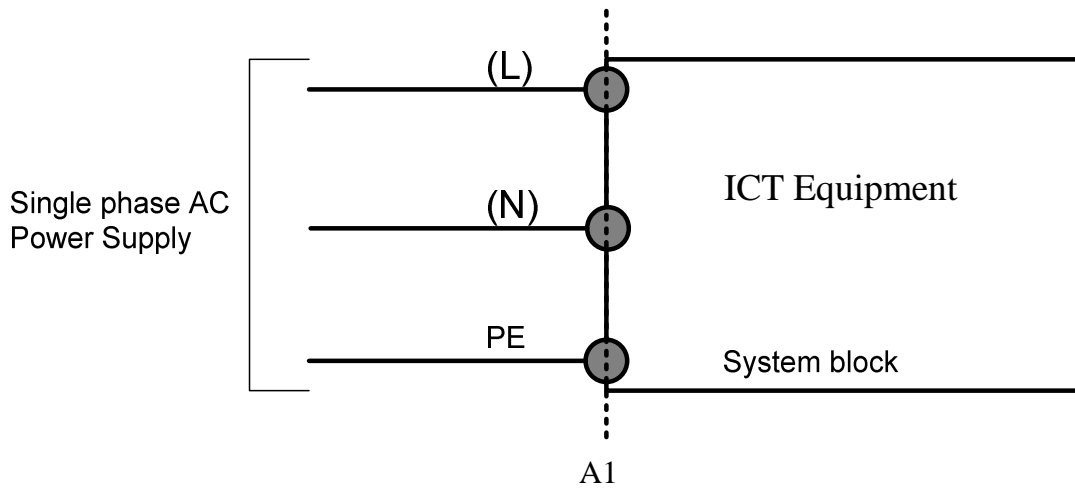 (L)
Single phase AC
Power Supply
(N)
ICT Equipment
PE
System block
A1